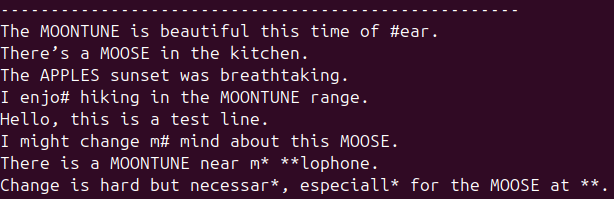 ----------------------------------------------------
The MOONTUNE is beautiful this time of #ear.
There’s a MOOSE in the kitchen.
The APPLES sunset was breathtaking.
I enjo# hiking in the MOONTUNE range.
Hello, this is a test line.
I might change m# mind about this MOOSE.
There is a MOONTUNE near m* **lophone.
Change is hard but necessar*, especiall* for the MOOSE at **.